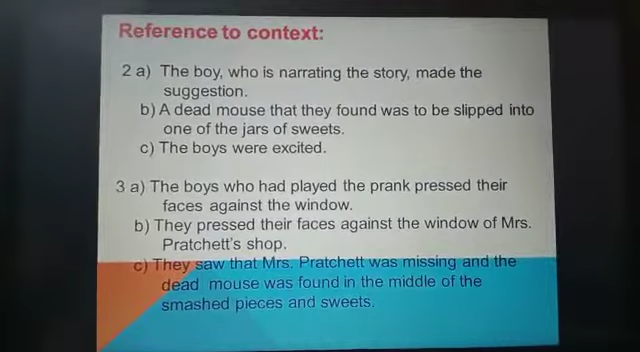 Reference to context:
2 a) The boy, who is narrating the story, made the
suggestion.
b) A dead mouse that they found was to be slipped into
one of the jars of sweets.
c) The boys were excited.
3 a) The boys who had played the prank pressed their
faces against the window.
b) They pressed their faces against the window of Mrs.
Pratchett's shop.
c) They saw that Mrs. Pratchett was missing and the
dead mouse was found in the middle of the
smashed pieces and sweets.